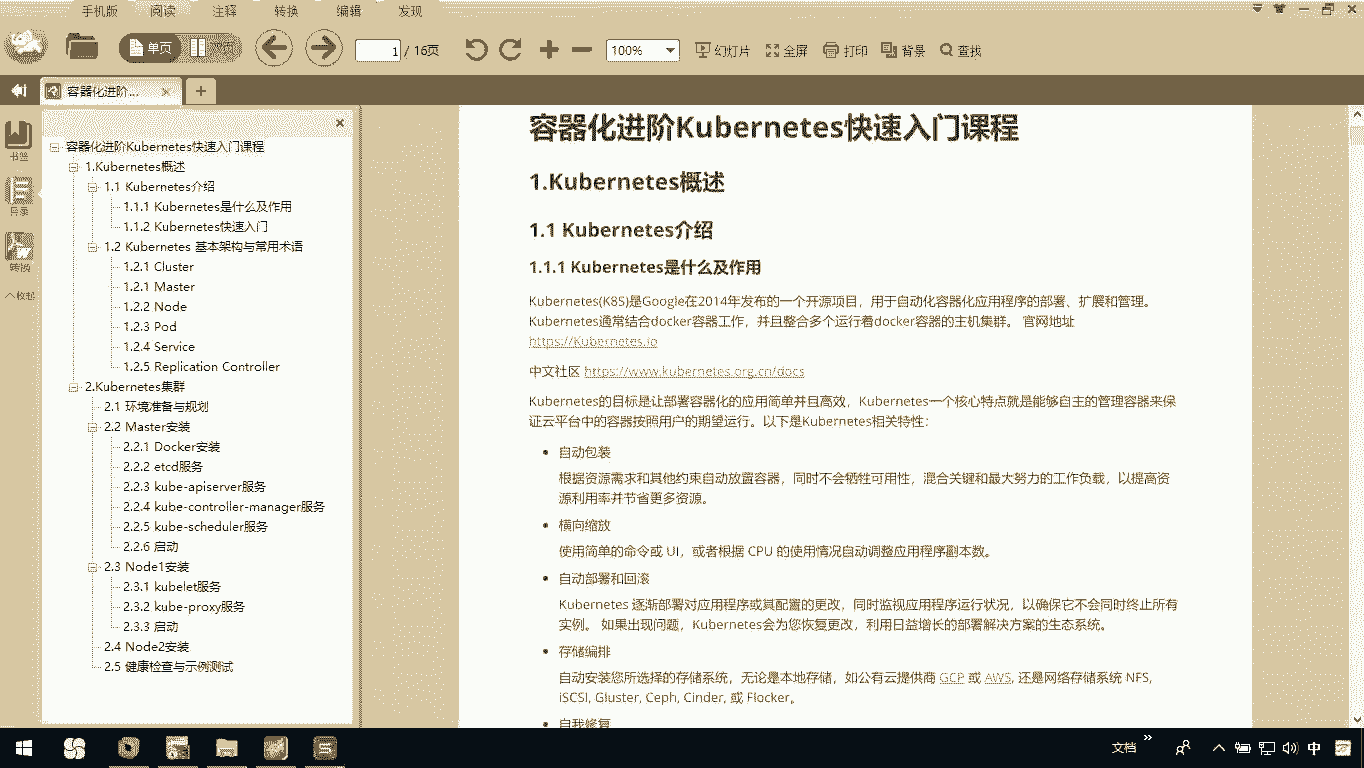 手机版 阅读 注释 转换 编辑 发现
单页 双页 1 / 16页 100% 幻灯片 全屏 打印 背景 查找
容器化进阶...
书签
目录
转换
收起
容器化进阶Kubernetes快速入门课程
1.Kubernetes概述
1.1 Kubernetes介绍
1.1.1 Kubernetes是什么及作用
1.1.2 Kubernetes快速入门
1.2 Kubernetes 基本架构与常用术语
1.2.1 Cluster
1.2.1 Master
1.2.2 Node
1.2.3 Pod
1.2.4 Service
1.2.5 Replication Controller
2.Kubernetes集群
2.1 环境准备与规划
2.2 Master安装
2.2.1 Docker安装
2.2.2 etcd服务
2.2.3 kube-apiserver服务
2.2.4 kube-controller-manager服务
2.2.5 kube-scheduler服务
2.2.6 启动
2.3 Node1安装
2.3.1 kubelet服务
2.3.2 kube-proxy服务
2.3.3 启动
2.4 Node2安装
2.5 健康检查与示例测试
容器化进阶Kubernetes快速入门课程
1.Kubernetes概述
1.1 Kubernetes介绍
1.1.1 Kubernetes是什么及作用
Kubernetes(K8S)是Google在2014年发布的一个开源项目，用于自动化容器化应用程序的部署、扩展和管理。
Kubernetes通常结合docker容器工作，并且整合多个运行着docker容器的主机集群。 官网地址
https://Kubernetes.io
中文社区 https://www.kubernetes.org.cn/docs
Kubernetes的目标是让部署容器化的应用简单并且高效，Kubernetes一个核心特点就是能够自主的管理容器来保
证云平台中的容器按照用户的期望运行。以下是Kubernetes相关特性：
• 自动包装
根据资源需求和其他约束自动放置容器，同时不会牺牲可用性，混合关键和最大努力的工作负载，以提高资
源利用率并节省更多资源。
• 横向缩放
使用简单的命令或 UI，或者根据 CPU 的使用情况自动调整应用程序副本数。
• 自动部署和回滚
Kubernetes 逐渐部署对应用程序或其配置的更改，同时监视应用程序运行状况，以确保它不会同时终止所有
实例。 如果出现问题，Kubernetes会为您恢复更改，利用日益增长的部署解决方案的生态系统。
• 存储编排
自动安装您所选择的存储系统，无论是本地存储，如公有云提供商 GCP 或 AWS, 还是网络存储系统 NFS,
iSCSI, Gluster, Ceph, Cinder, 或 Flocker。
• 自我修复
文档 » 中